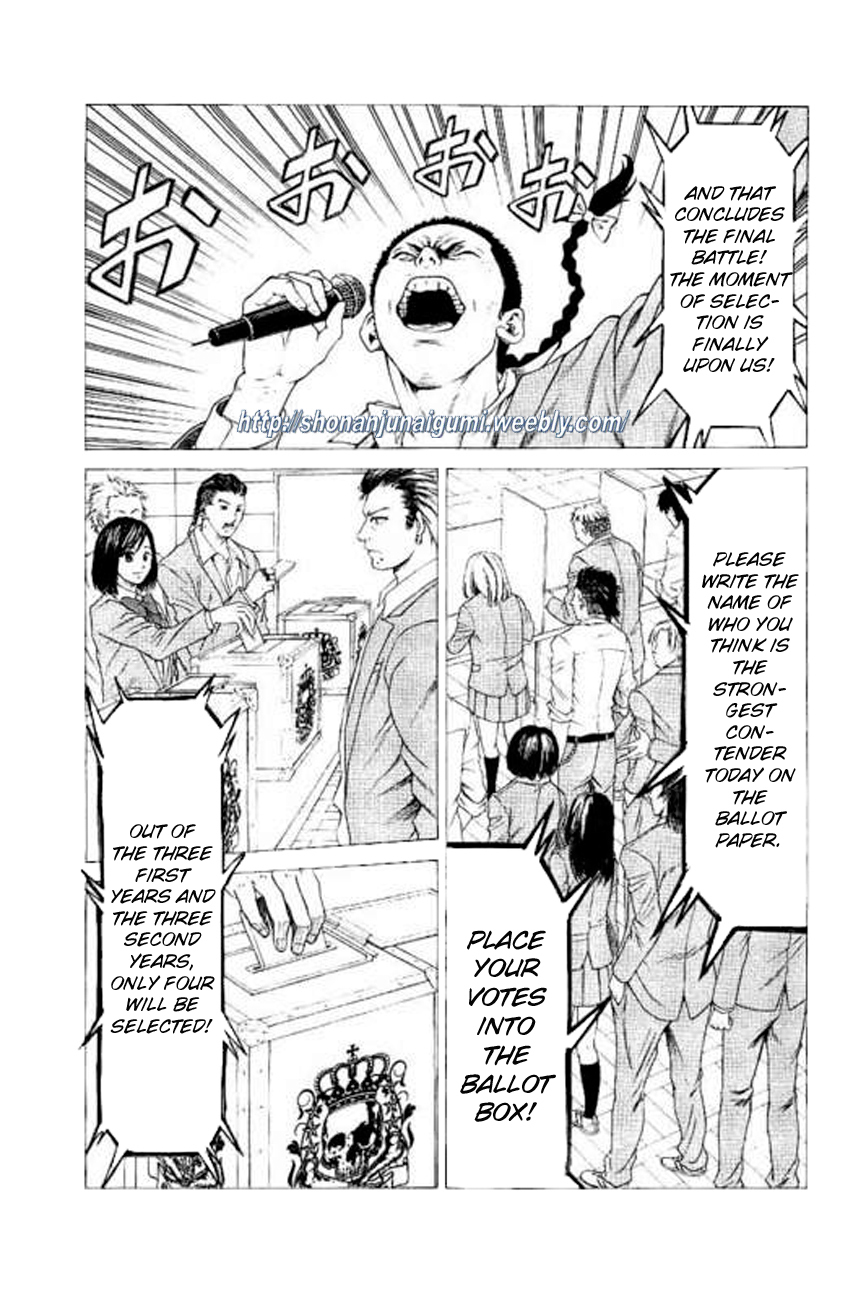 お お お お
AND THAT
CONCLUDES
THE FINAL
BATTLE!
THE MOMENT
OF SELEC-
TION IS
FINALLY
UPON US!
http://shonanjunaigumi.weebly.com/
PLEASE
WRITE THE
NAME OF
WHO YOU
THINK IS
THE
STRON-
GEST
CON-
TENDER
TODAY ON
THE
BALLOT
PAPER.
PLACE
YOUR
VOTES
INTO
THE
BALLOT
BOX!
OUT OF
THE THREE
FIRST
YEARS AND
THE THREE
SECOND
YEARS,
ONLY FOUR
WILL BE
SELECTED!